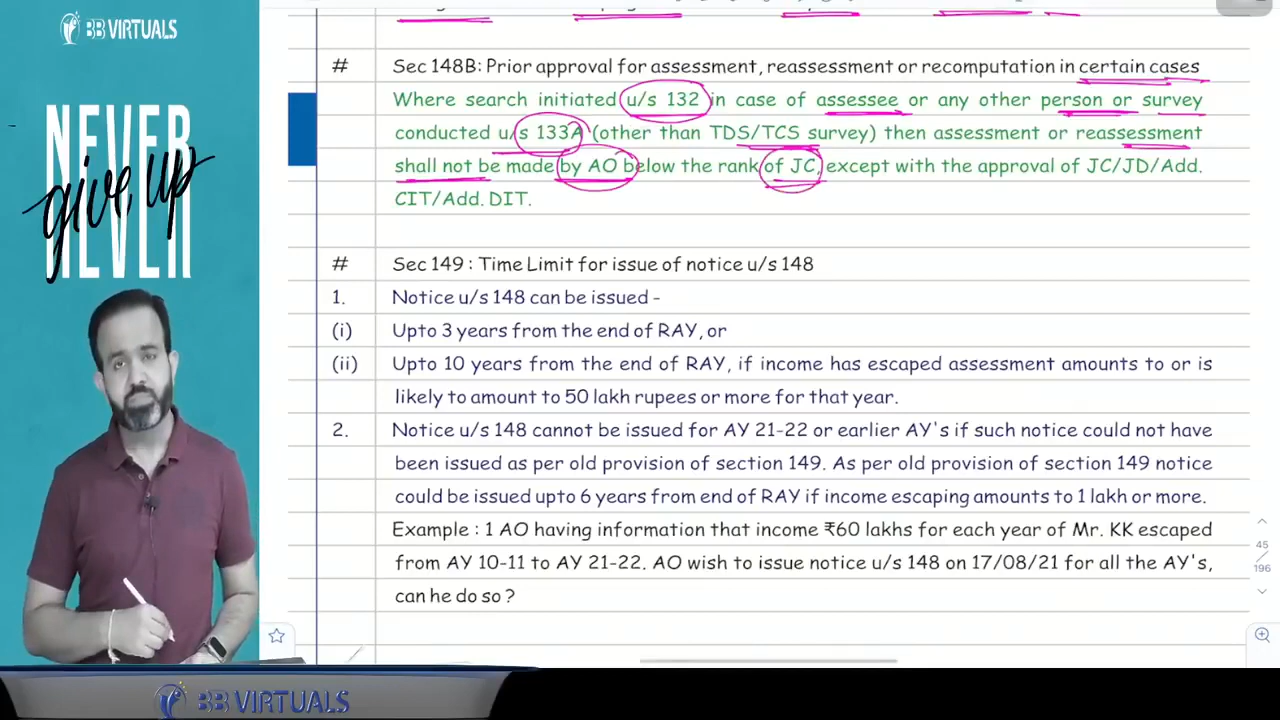 BB VIRTUALS
NEVER
give up
NEVER
# Sec 148B: Prior approval for assessment, reassessment or recomputation in certain cases
Where search initiated u/s 132 in case of assessee or any other person or survey
conducted u/s 133A (other than TDS/TCS survey) then assessment or reassessment
shall not be made by AO below the rank of JC, except with the approval of JC/JD/Add.
CIT/Add. DIT.
# Sec 149 : Time Limit for issue of notice u/s 148
1. Notice u/s 148 can be issued -
(i) Upto 3 years from the end of RAY, or
(ii) Upto 10 years from the end of RAY, if income has escaped assessment amounts to or is
likely to amount to 50 lakh rupees or more for that year.
2. Notice u/s 148 cannot be issued for AY 21-22 or earlier AY's if such notice could not have
been issued as per old provision of section 149. As per old provision of section 149 notice
could be issued upto 6 years from end of RAY if income escaping amounts to 1 lakh or more.
Example : 1 AO having information that income ₹60 lakhs for each year of Mr. KK escaped
from AY 10-11 to AY 21-22. AO wish to issue notice u/s 148 on 17/08/21 for all the AY's,
can he do so ?
45
196
BB VIRTUALS